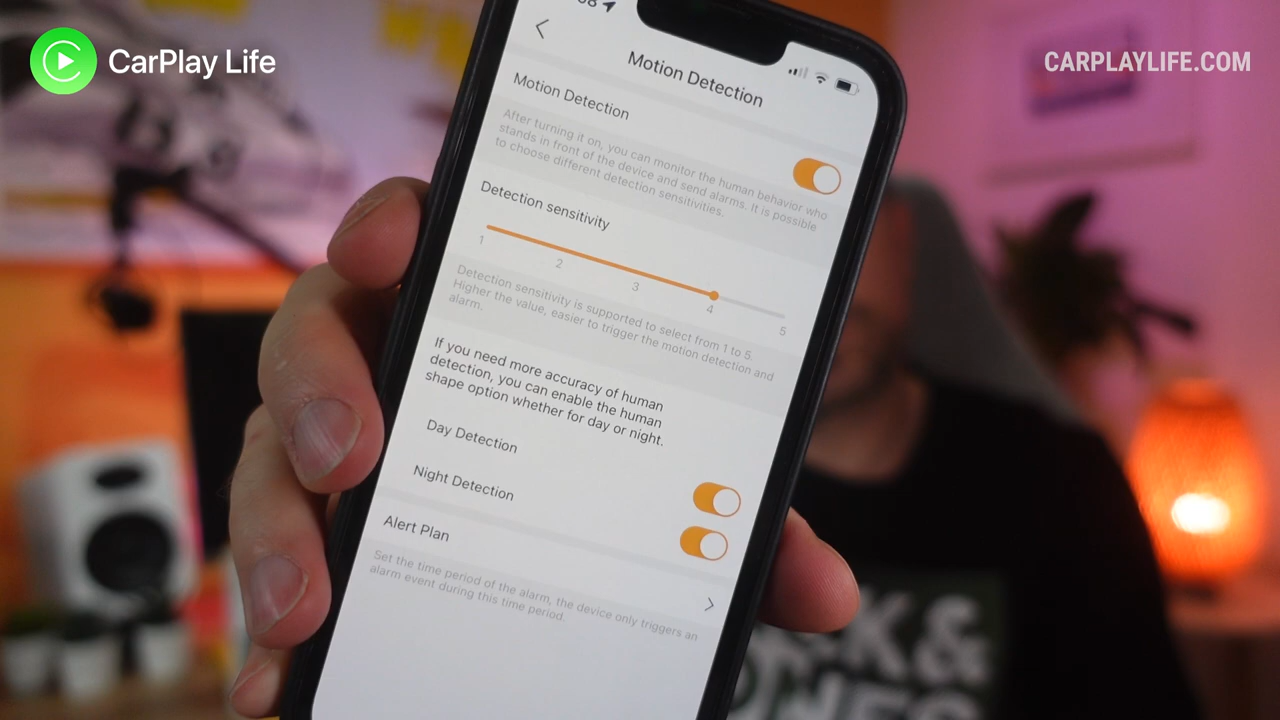 CarPlay Life
CARPLAYLIFE.COM
Motion Detection
Motion Detection
After turning it on, you can monitor the human behavior who
stands in front of the device and send alarms. It is possible
to choose different detection sensitivities.
Detection sensitivity
1
2
3
4
5
Detection sensitivity is supported to select from 1 to 5.
Higher the value, easier to trigger the motion detection and
alarm.
If you need more accuracy of human
detection, you can enable the human
shape option whether for day or night.
Day Detection
Night Detection
Alert Plan
Set the time period of the alarm, the device only triggers an
alarm event during this time period.